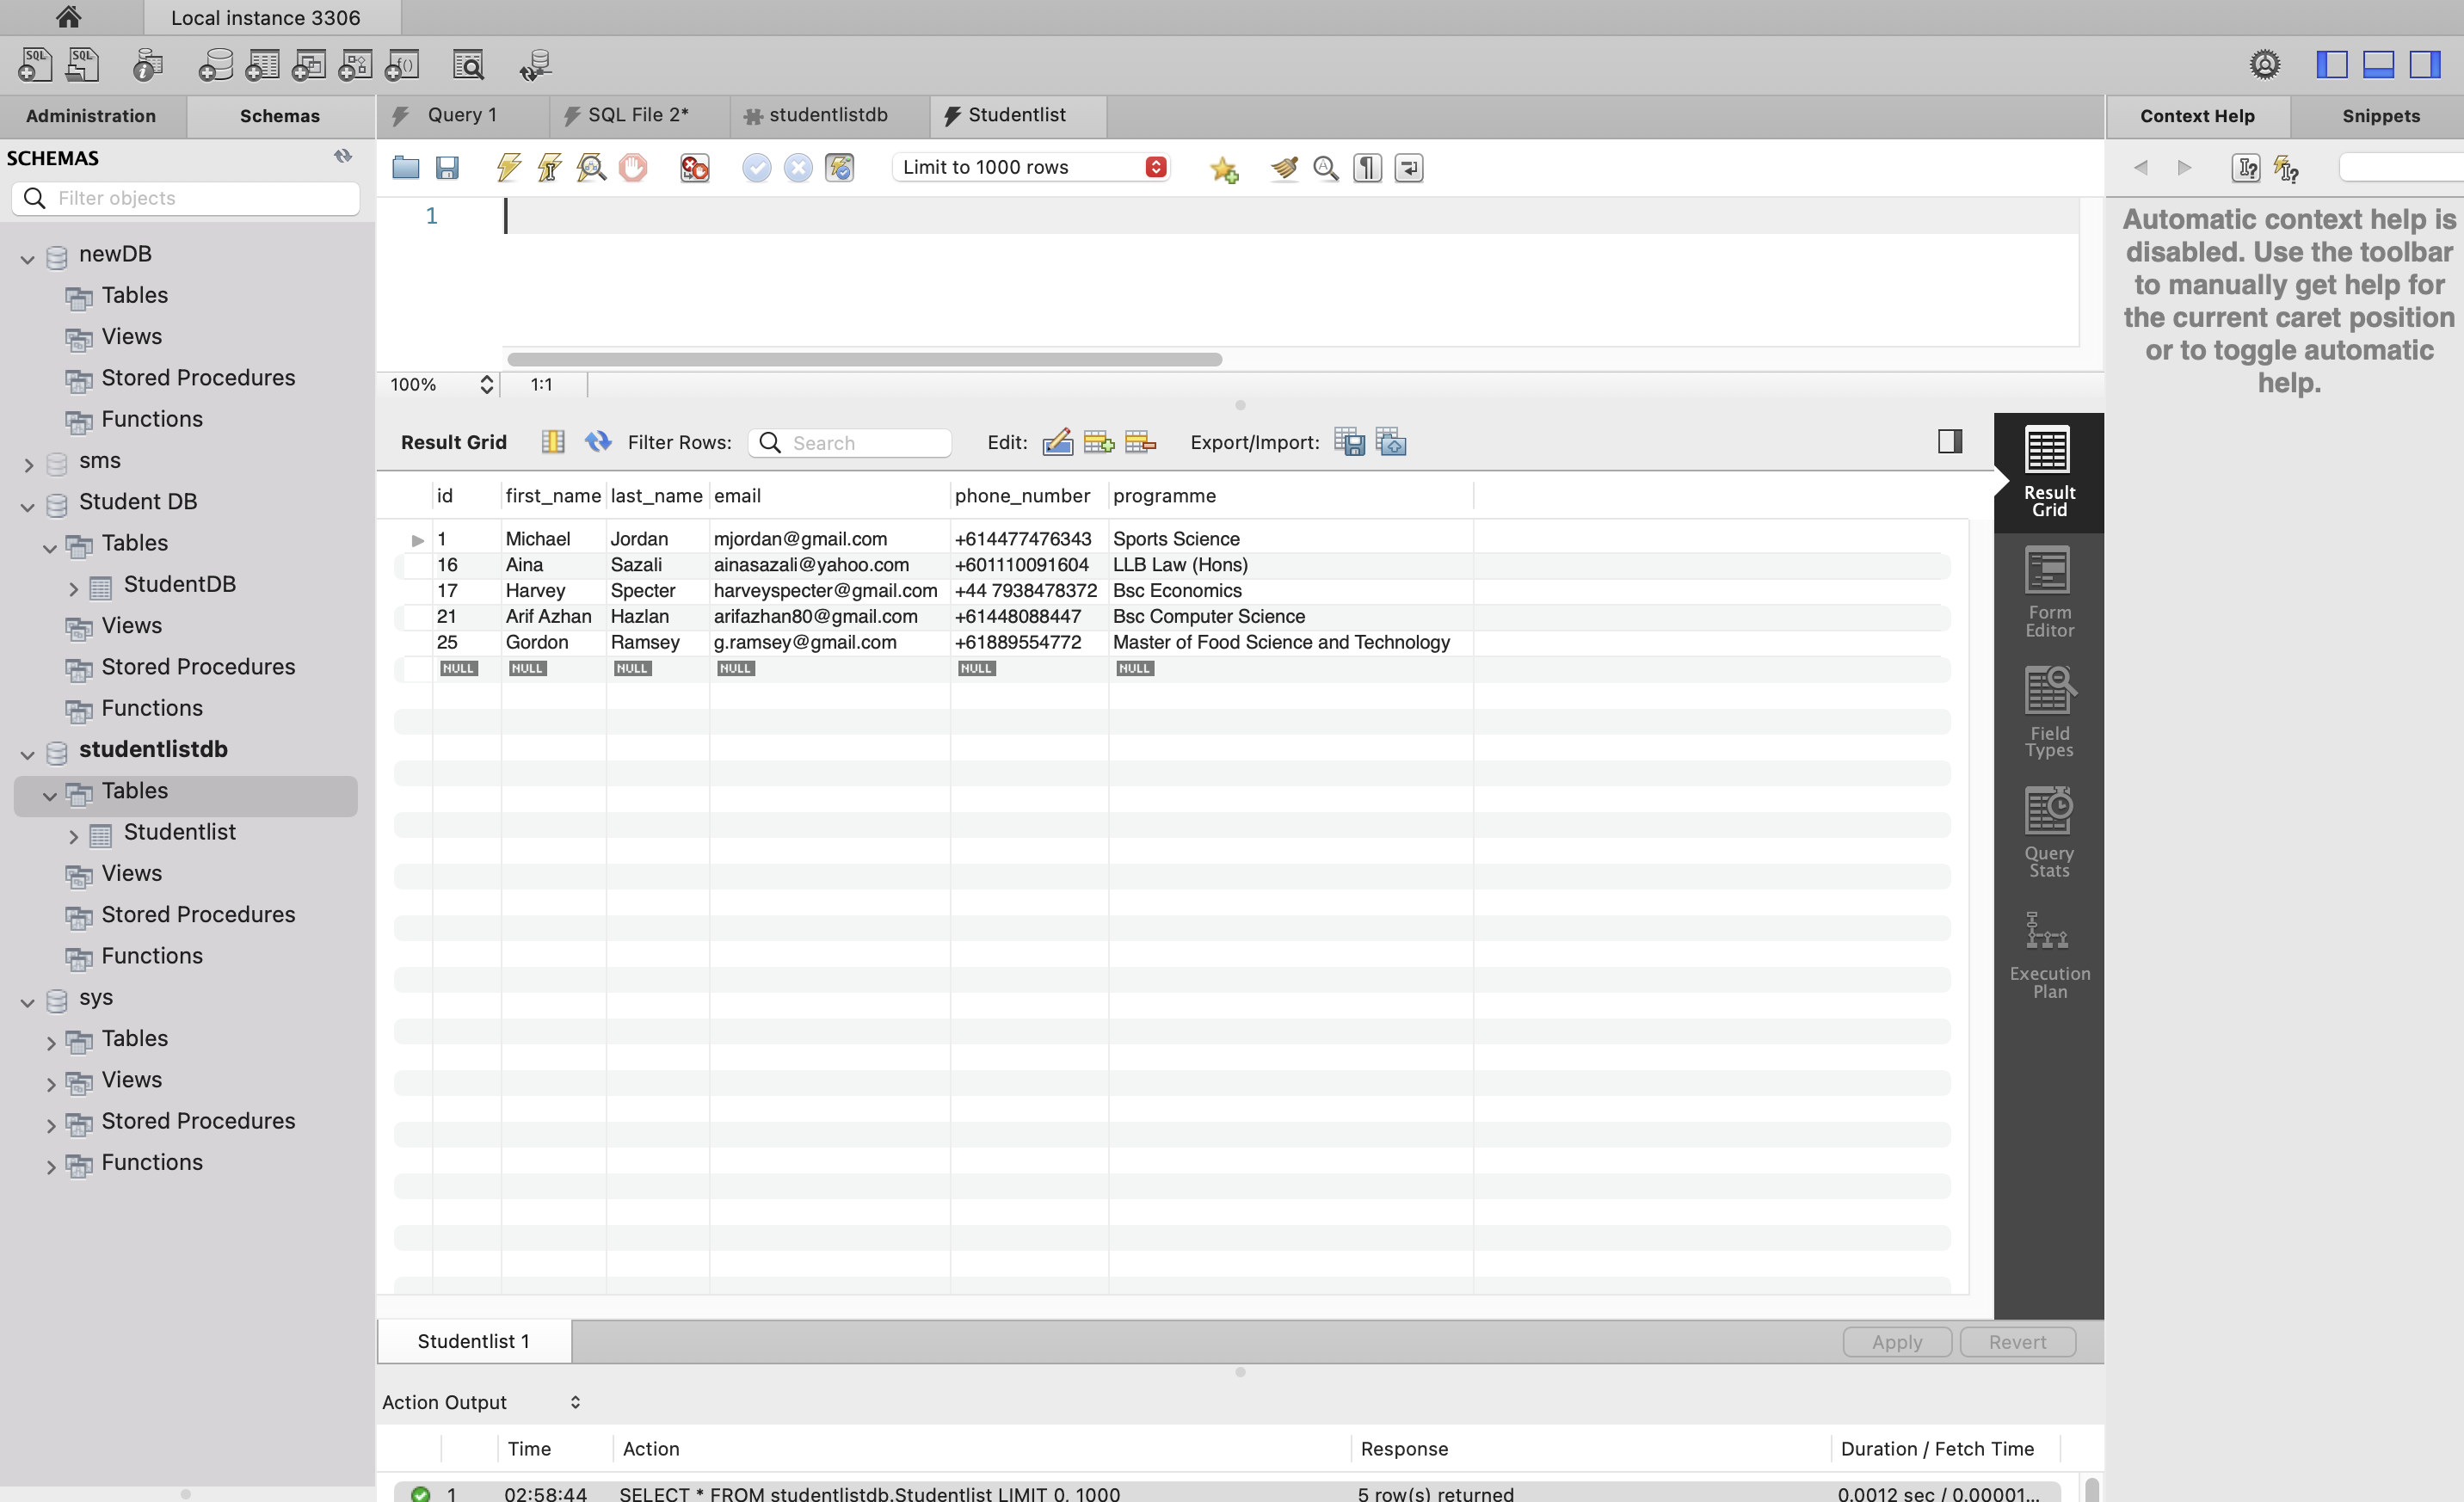 Local instance 3306
SQL SQL
Administration Schemas
Query 1 SQL File 2* studentlistdb Studentlist
Context Help Snippets
SCHEMAS
Filter objects
Limit to 1000 rows
1
Automatic context help is
disabled. Use the toolbar
to manually get help for
the current caret position
or to toggle automatic
help.
newDB
Tables
Views
Stored Procedures
Functions
sms
Student DB
Tables
StudentDB
Views
Stored Procedures
Functions
studentlistdb
Tables
Studentlist
Views
Stored Procedures
Functions
sys
Tables
Views
Stored Procedures
Functions
100% 1:1
Result Grid Filter Rows: Search Edit: Export/Import:
id first_name last_name email phone_number programme
1 Michael Jordan mjordan@gmail.com +614477476343 Sports Science
16 Aina Sazali ainasazali@yahoo.com +601110091604 LLB Law (Hons)
17 Harvey Specter harveyspecter@gmail.com +44 7938478372 Bsc Economics
21 Arif Azhan Hazlan arifazhan80@gmail.com +61448088447 Bsc Computer Science
25 Gordon Ramsey g.ramsey@gmail.com +61889554772 Master of Food Science and Technology
NULL NULL NULL NULL NULL NULL
Result
Grid
Form
Editor
Field
Types
Query
Stats
Execution
Plan
Studentlist 1
Apply Revert
Action Output
Time Action Response Duration / Fetch Time
1 02:58:44 SELECT * FROM studentlistdb.Studentlist LIMIT 0, 1000 5 row(s) returned 0.0012 sec / 0.00001...